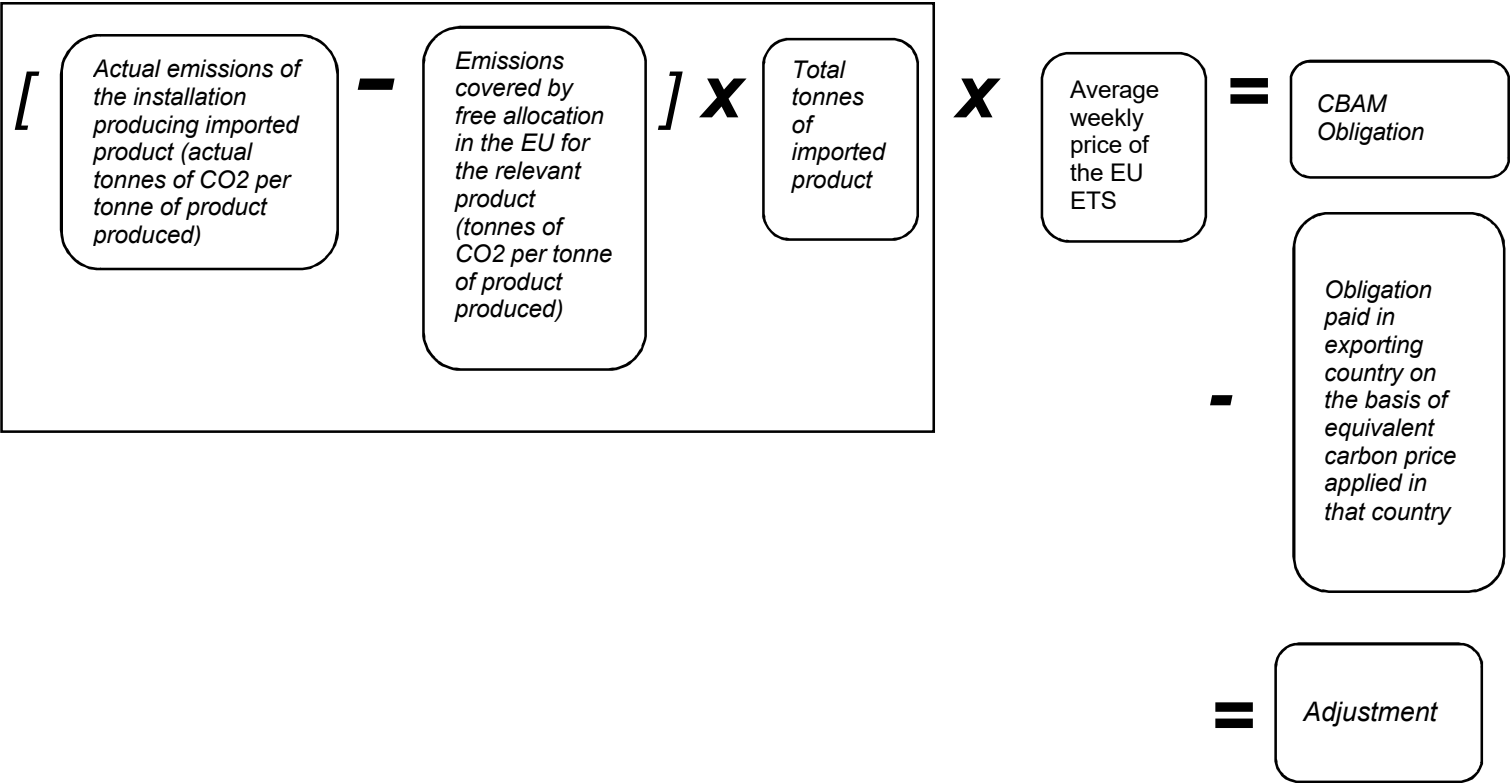 [
Actual emissions of
the installation
producing imported
product (actual
tonnes of CO2 per
tonne of product
produced)
-
Emissions
covered by
free allocation
in the EU for
the relevant
product
(tonnes of
CO2 per tonne
of product
produced)
]
x
Total
tonnes
of
imported
product
x
Average
weekly
price of
the EU
ETS
=
CBAM
Obligation
-
Obligation
paid in
exporting
country on
the basis of
equivalent
carbon price
applied in
that country
=
Adjustment